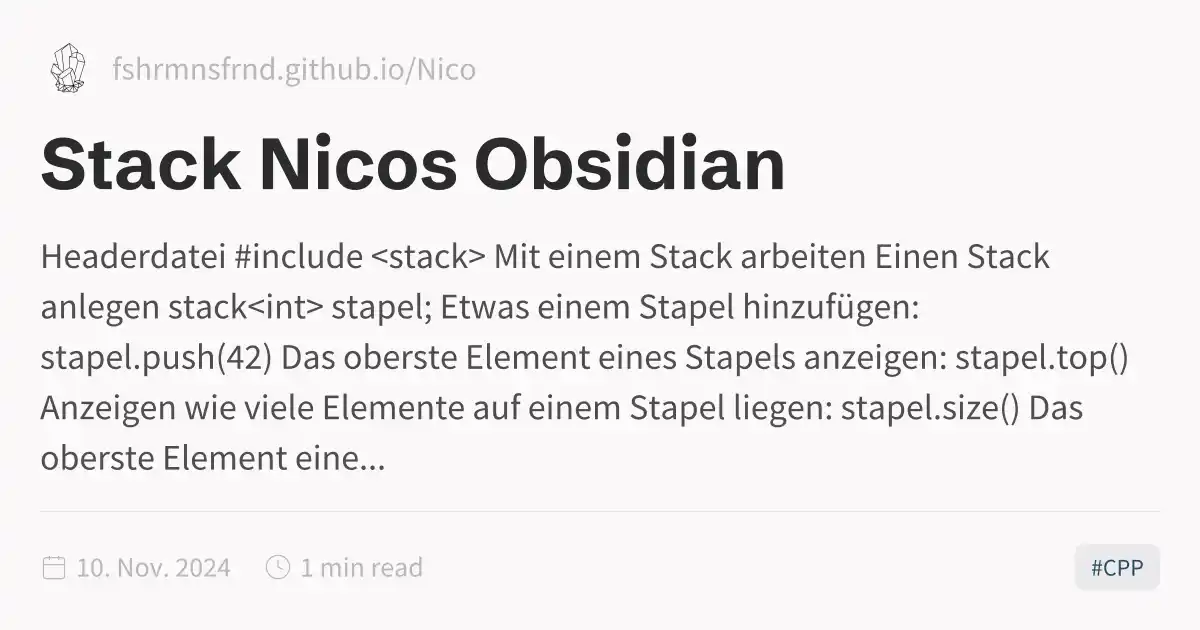 fshrmnsfrnd.github.io/Nico
Stack Nicos Obsidian
Headerdatei #include <stack> Mit einem Stack arbeiten Einen Stack
anlegen stack<int> stapel; Etwas einem Stapel hinzufügen:
stapel.push(42) Das oberste Element eines Stapels anzeigen: stapel.top()
Anzeigen wie viele Elemente auf einem Stapel liegen: stapel.size() Das
oberste Element eine...
10. Nov. 2024 1 min read
#CPP